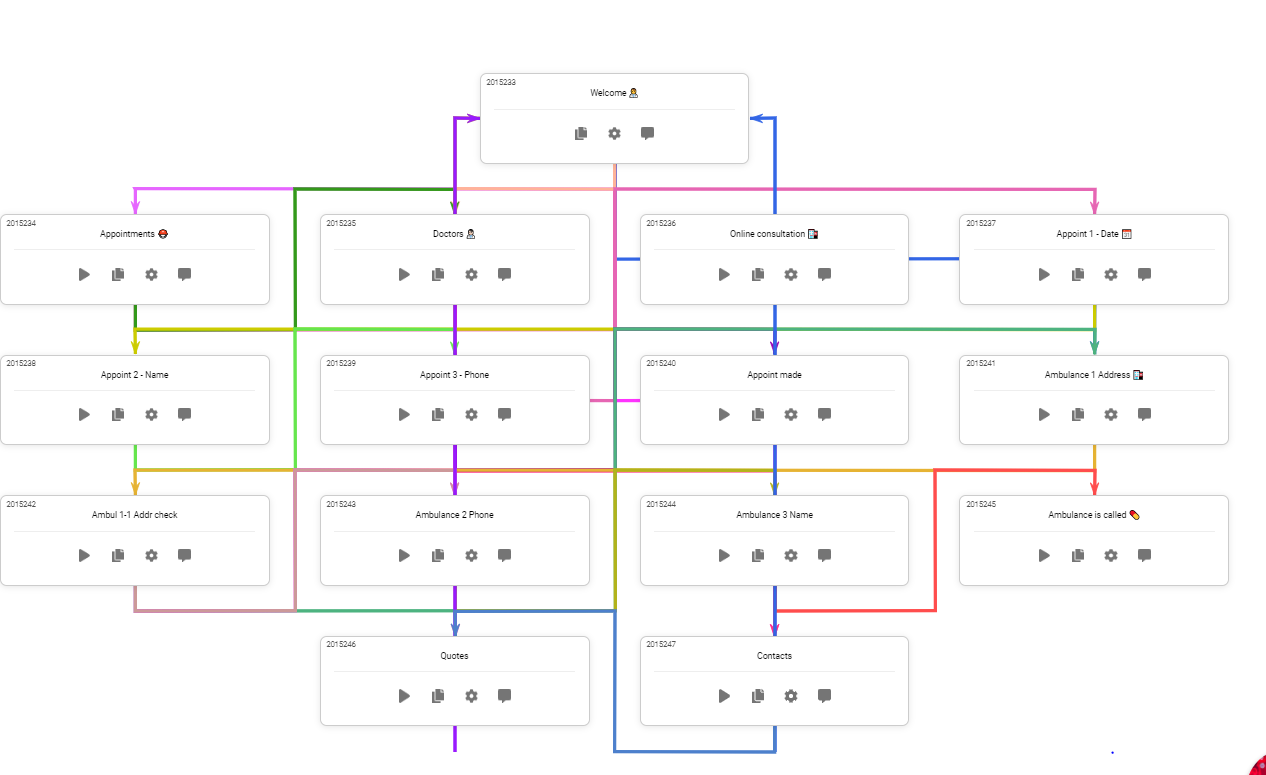 2015233
Welcome
2015234
Appointments
2015235
Doctors
2015236
Online consultation
2015237
Appoint 1 - Date
2015238
Appoint 2 - Name
2015239
Appoint 3 - Phone
2015240
Appoint made
2015241
Ambulance 1 Address
2015242
Ambul 1-1 Addr check
2015243
Ambulance 2 Phone
2015244
Ambulance 3 Name
2015245
Ambulance is called
2015246
Quotes
2015247
Contacts